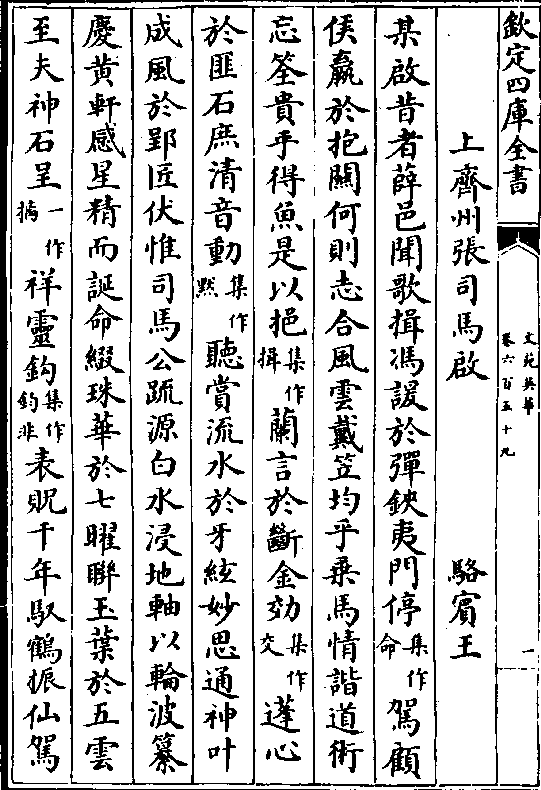 欽定四庫全書
文苑英華
卷六百五十九
一
上齊州張司馬啟　駱賓王
某啟昔者薛邑聞歌揖馮諼於彈鋏夷門停集作命駕顧
侯嬴於抱關何則志合風雲戴笠均乎乘馬情諧道術
忘筌貴乎得魚是以挹集作揖蘭言於斷金効集作交蓬心
於匪石庶清音動集作默聽賞流水於牙絃妙思通神叶
成風於郢匠伏惟司馬公疏源白水浸地軸以輪波纂
慶黃軒感星精而誕命綴珠華於七曜聯玉葉於五雲
至夫神石呈一作摛祥靈鈎集作鈞非表貺千年馭鶴振仙駕